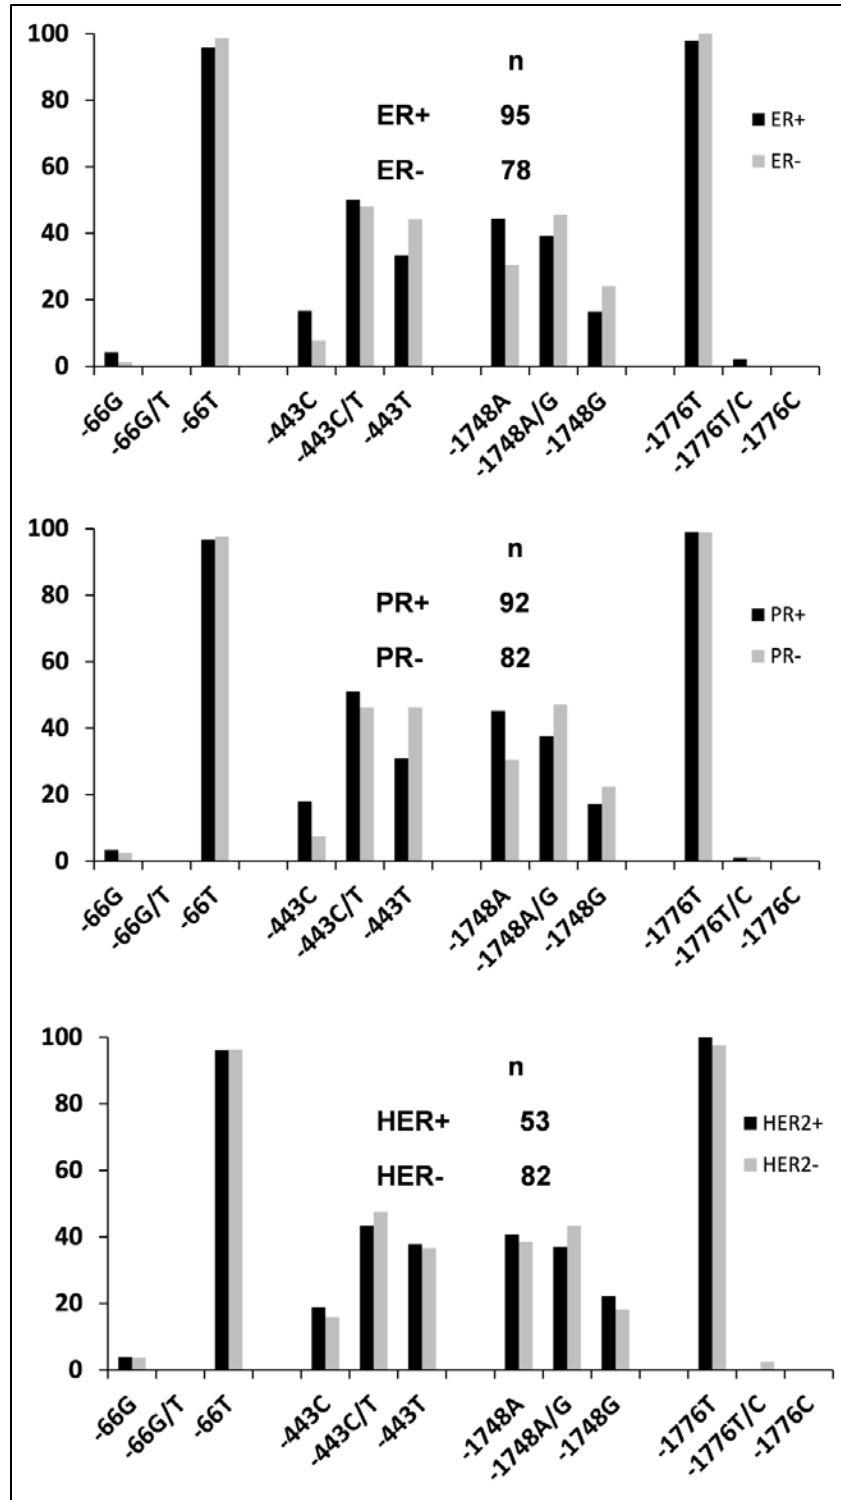 100
80
60
40
20
0
n
ER+ 95
ER- 78
ER+
ER-
-66G -66G/T -66T -443C -443C/T -443T -1748A -1748A/G -1748G -1776T -1776T/C -1776C
100
80
60
40
20
0
n
PR+ 92
PR- 82
PR+
PR-
-66G -66G/T -66T -443C -443C/T -443T -1748A -1748A/G -1748G -1776T -1776T/C -1776C
100
80
60
40
20
0
n
HER+ 53
HER- 82
HER2+
HER2-
-66G -66G/T -66T -443C -443C/T -443T -1748A -1748A/G -1748G -1776T -1776T/C -1776C